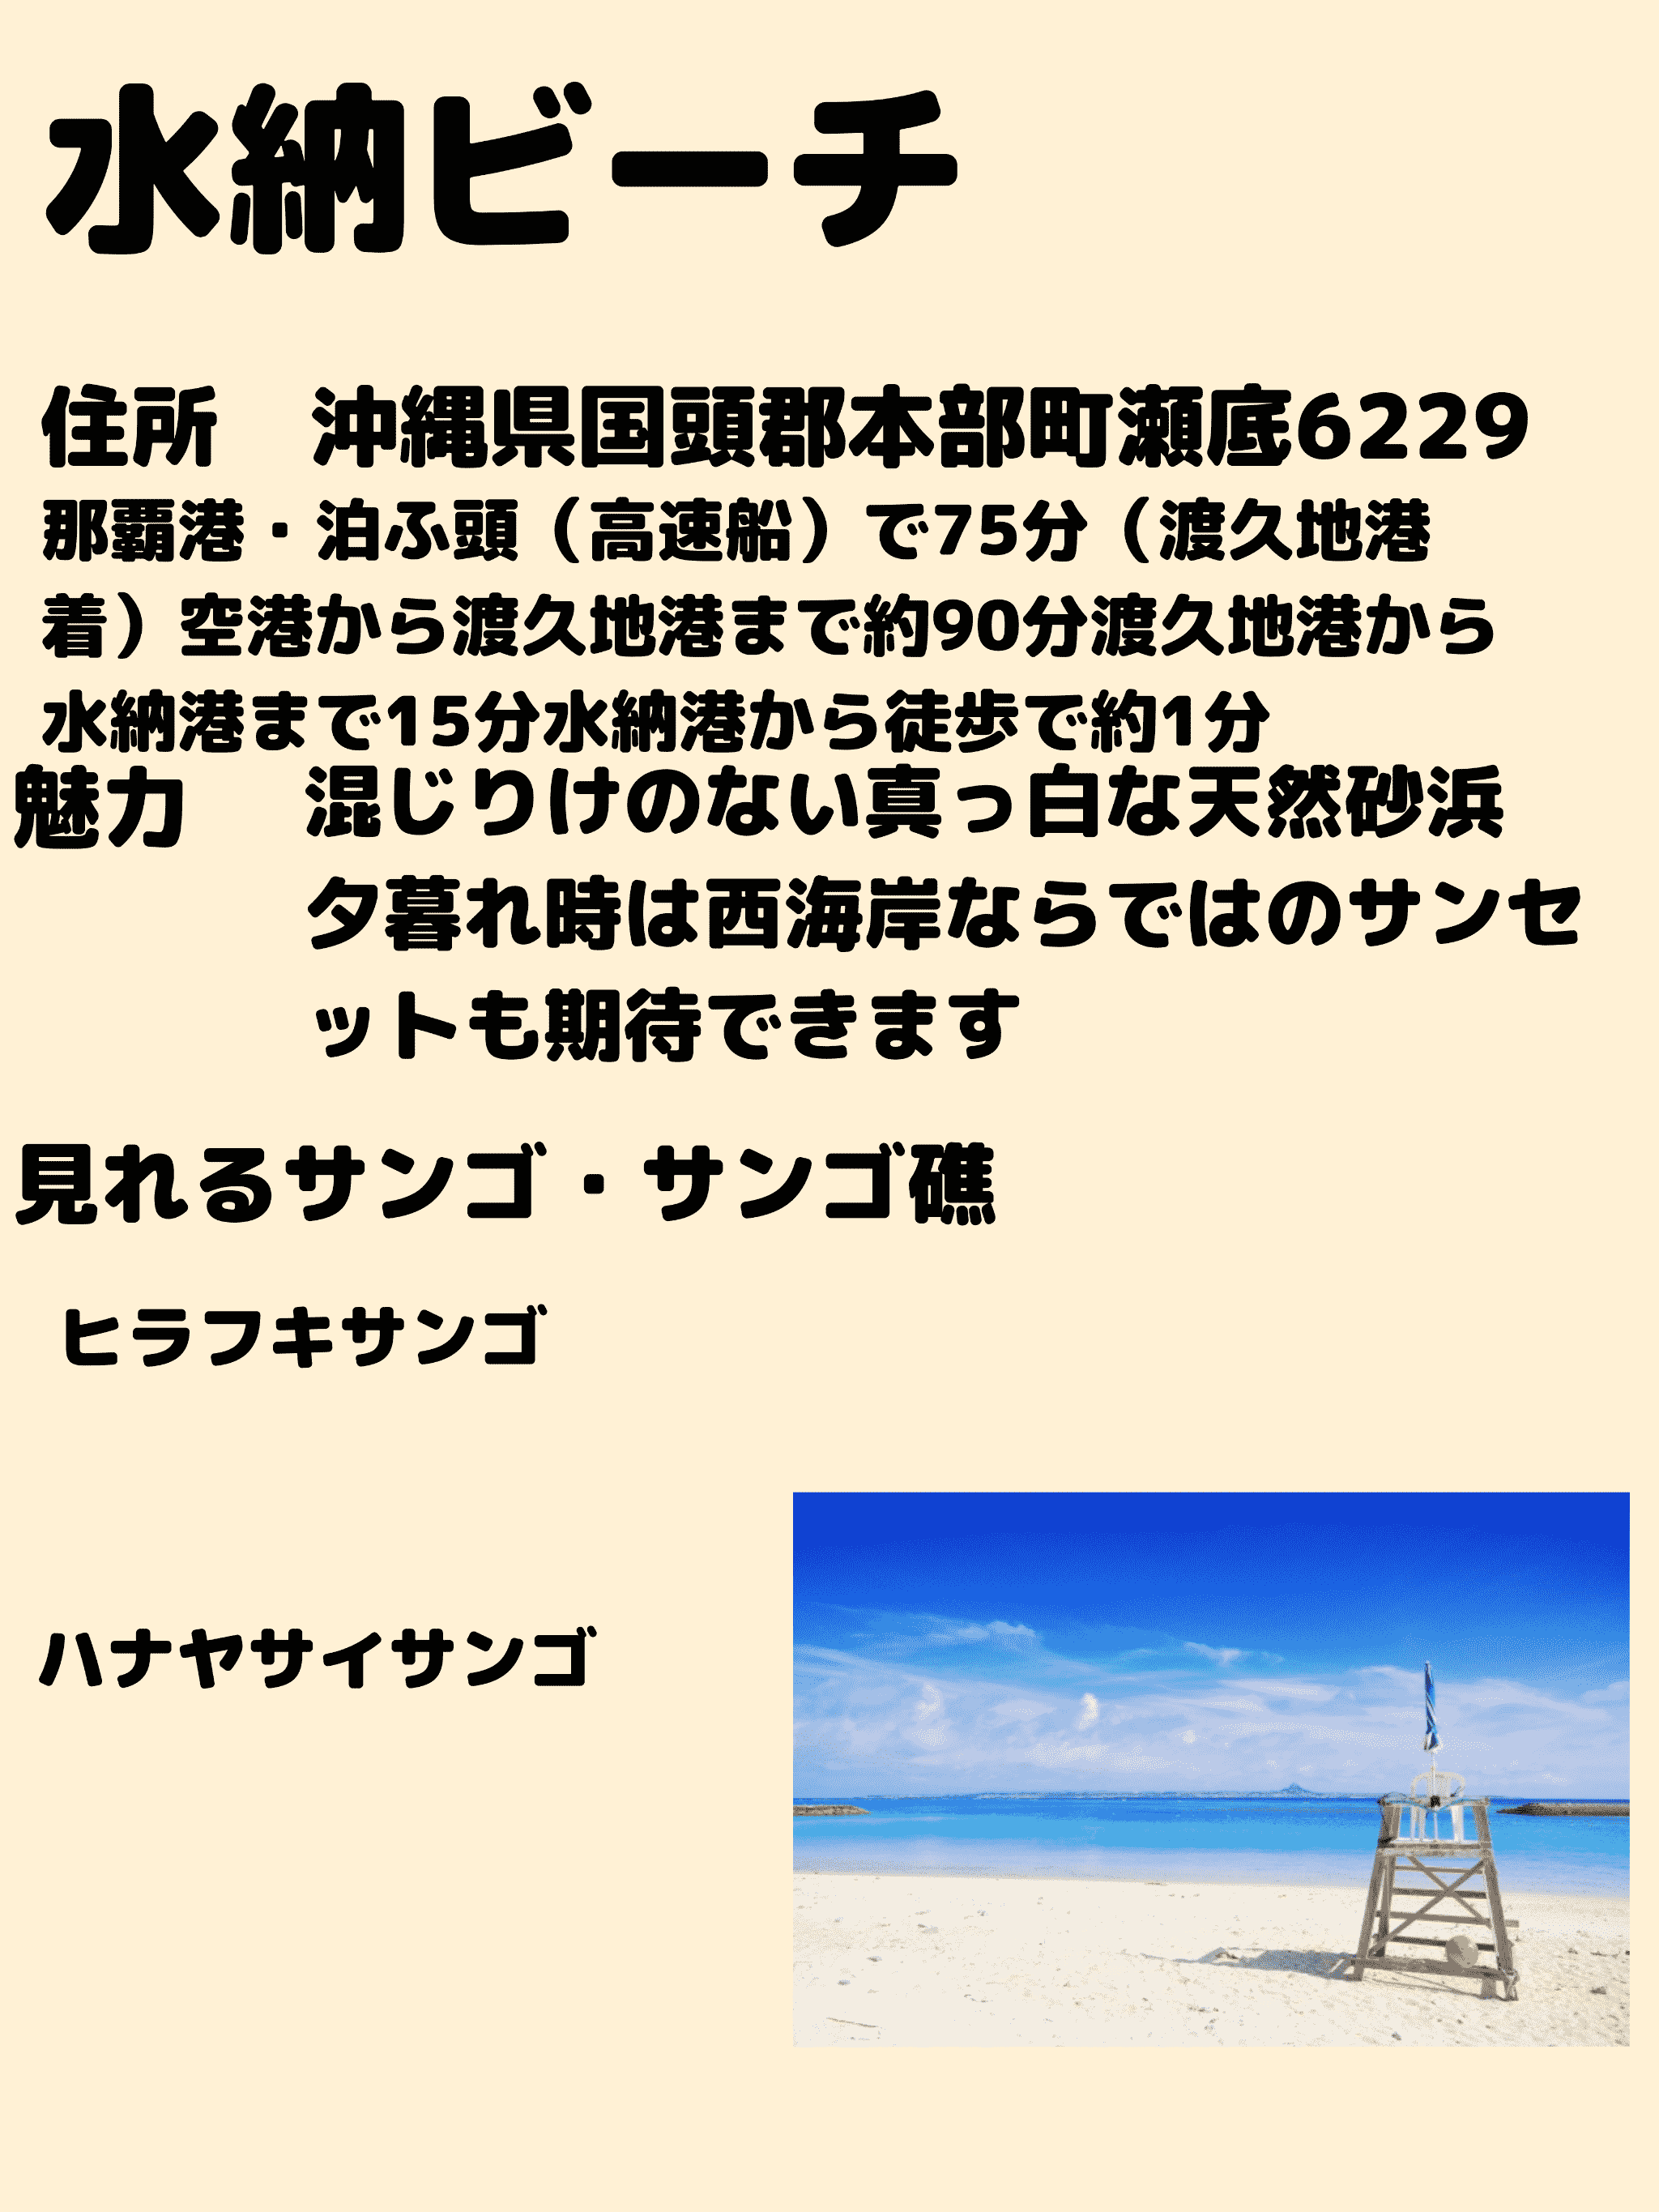 水納ビーチ
住所　沖縄県国頭郡本部町瀬底6229
那覇港・泊ふ頭（高速船）で75分（渡久地港
着）空港から渡久地港まで約90分渡久地港から
水納港まで15分水納港から徒歩で約1分
魅力　混じりけのない真っ白な天然砂浜
夕暮れ時は西海岸ならではのサンセ
ットも期待できます
見れるサンゴ・サンゴ礁
ヒラフキサンゴ
ハナヤサイサンゴ